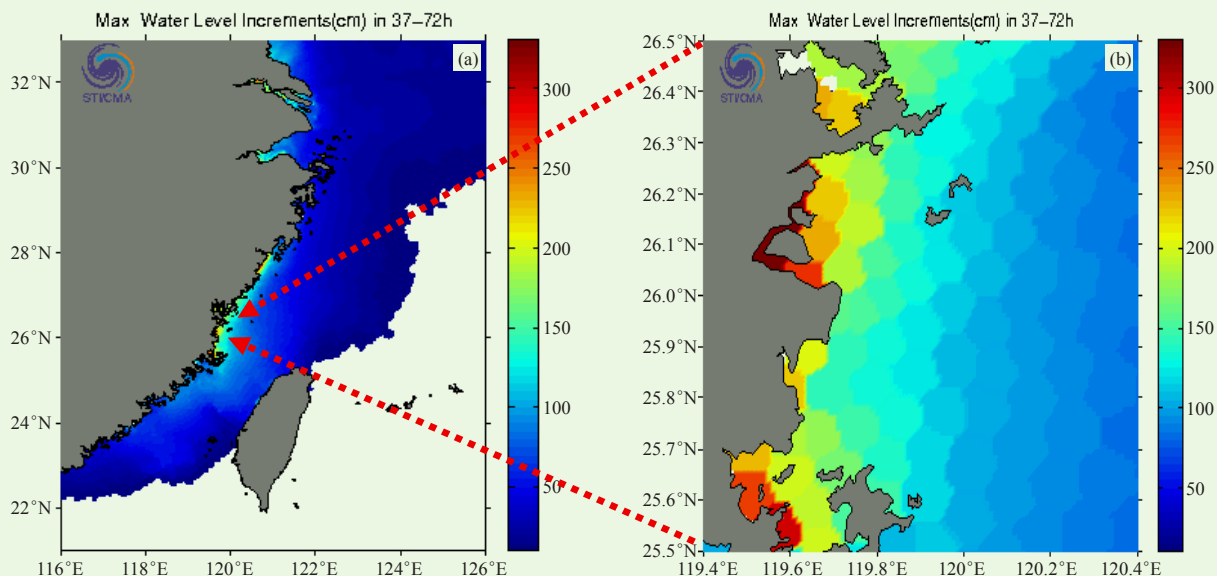 Max Water Level Increments(cm) in 37–72h
(a)
STI/CMA
32°N
30°N
28°N
26°N
24°N
22°N
116°E 118°E 120°E 122°E 124°E 126°E
300
250
200
150
100
50
Max Water Level Increments(cm) in 37–72h
(b)
STI/CMA
26.5°N
26.4°N
26.3°N
26.2°N
26.1°N
26.0°N
25.9°N
25.8°N
25.7°N
25.6°N
25.5°N
119.4°E 119.6°E 119.8°E 120°E 120.2°E 120.4°E
300
250
200
150
100
50